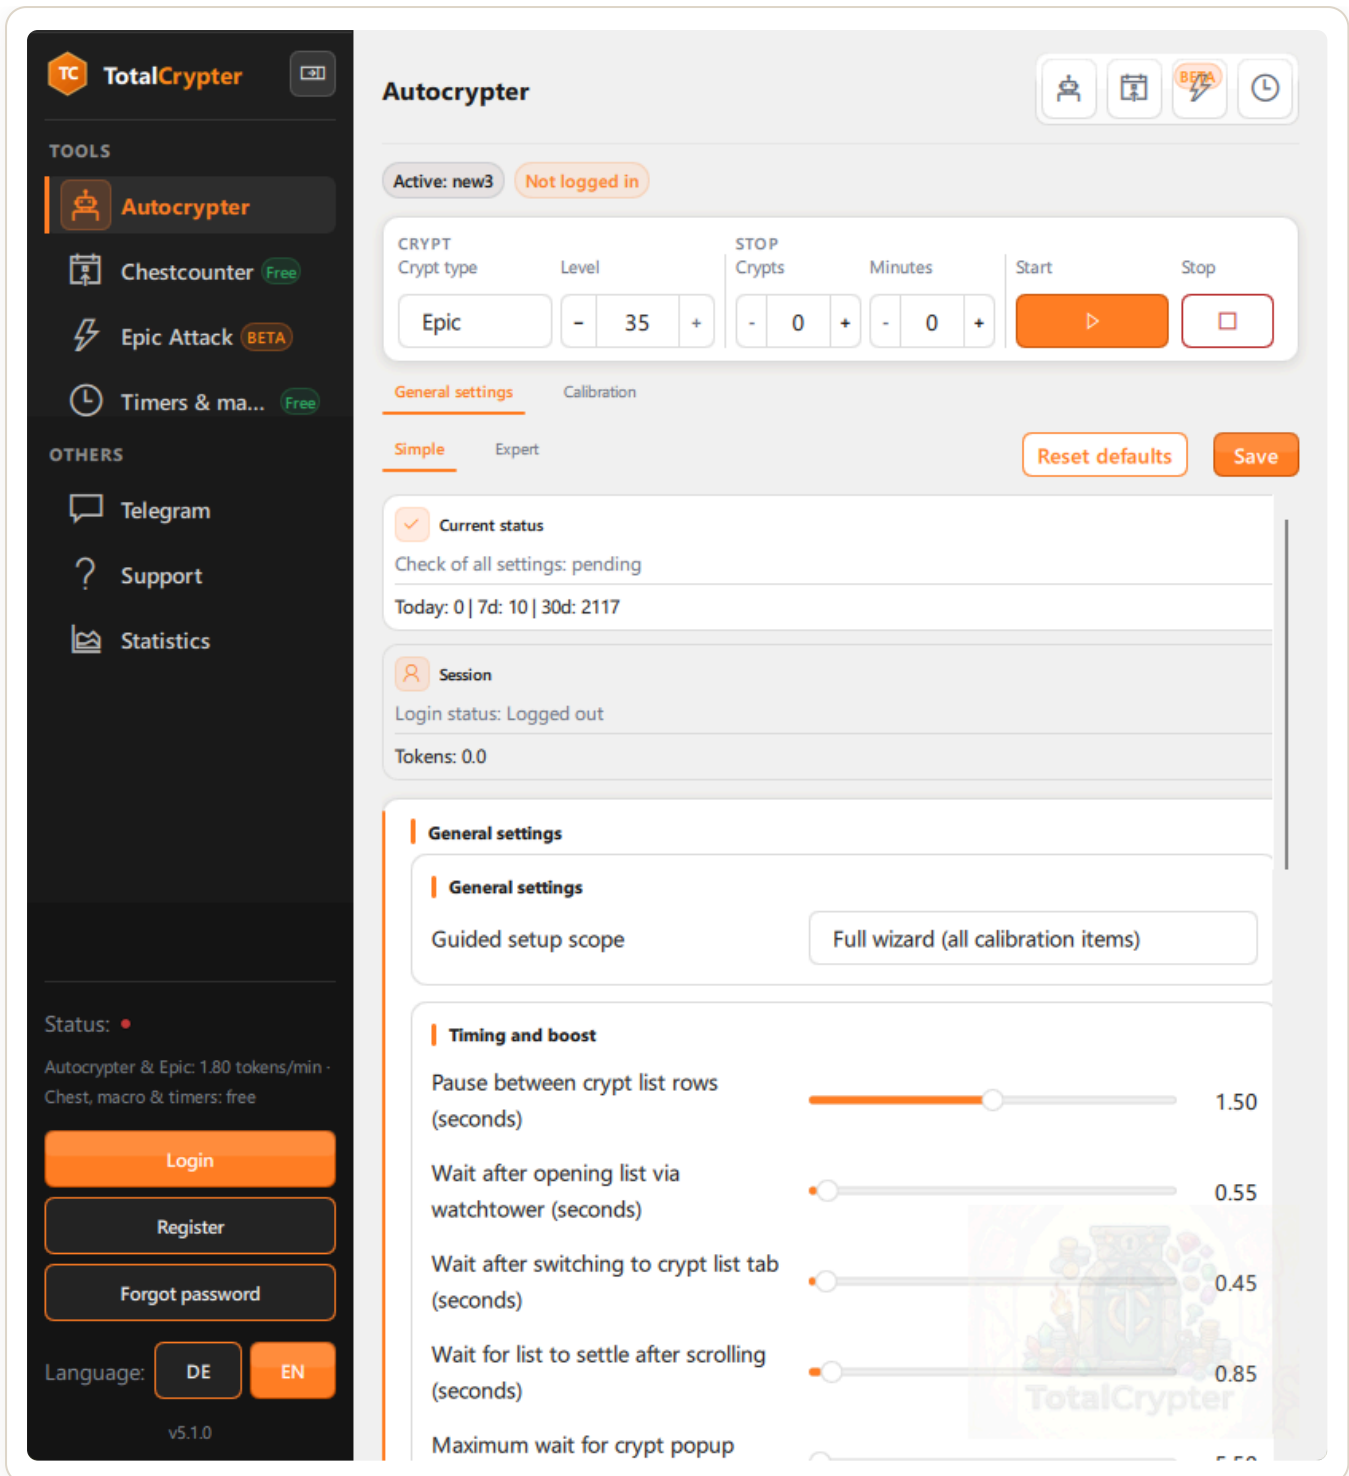 TC TotalCrypter
TOOLS
Autocrypter
Chestcounter Free
Epic Attack BETA
Timers & ma... Free
OTHERS
Telegram
Support
Statistics
Status:
Autocrypter & Epic: 1.80 tokens/min ·
Chest, macro & timers: free
Login
Register
Forgot password
Language: DE EN
v5.1.0
Autocrypter
BETA
Active: new3 Not logged in
CRYPT STOP
Crypt type Level Crypts Minutes Start Stop
Epic - 35 + - 0 + - 0 +
General settings Calibration
Simple Expert Reset defaults Save
Current status
Check of all settings: pending
Today: 0 | 7d: 10 | 30d: 2117
Session
Login status: Logged out
Tokens: 0.0
General settings
General settings
Guided setup scope Full wizard (all calibration items)
Timing and boost
Pause between crypt list rows
(seconds) 1.50
Wait after opening list via
watchtower (seconds) 0.55
Wait after switching to crypt list tab
(seconds) 0.45
Wait for list to settle after scrolling
(seconds) 0.85
TotalCrypter
Maximum wait for crypt popup